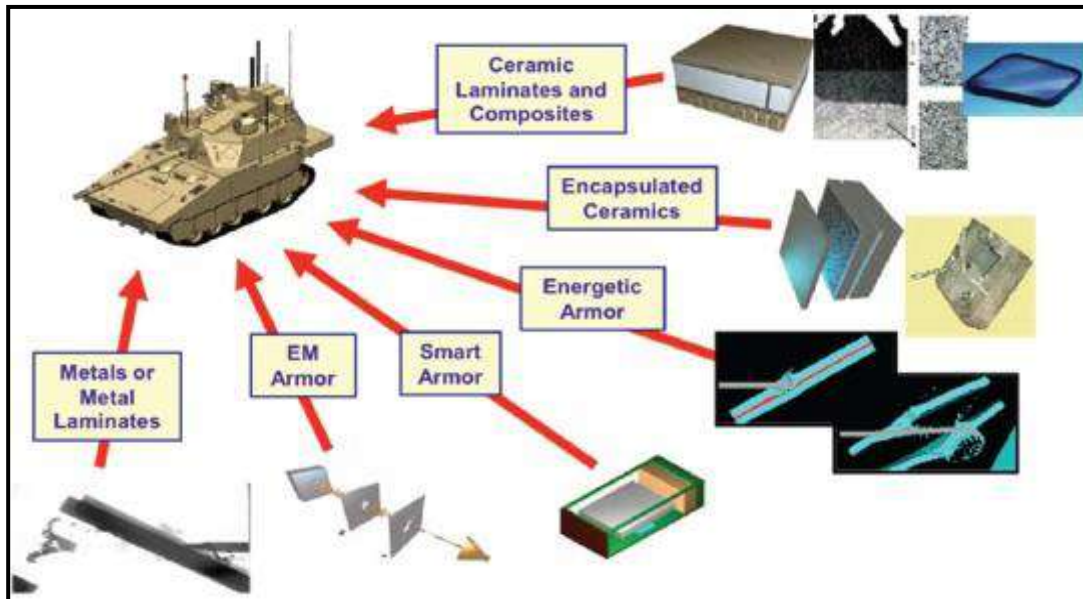 Ceramic
Laminates and
Composites
Encapsulated
Ceramics
Energetic
Armor
Smart
Armor
EM
Armor
Metals or
Metal
Laminates